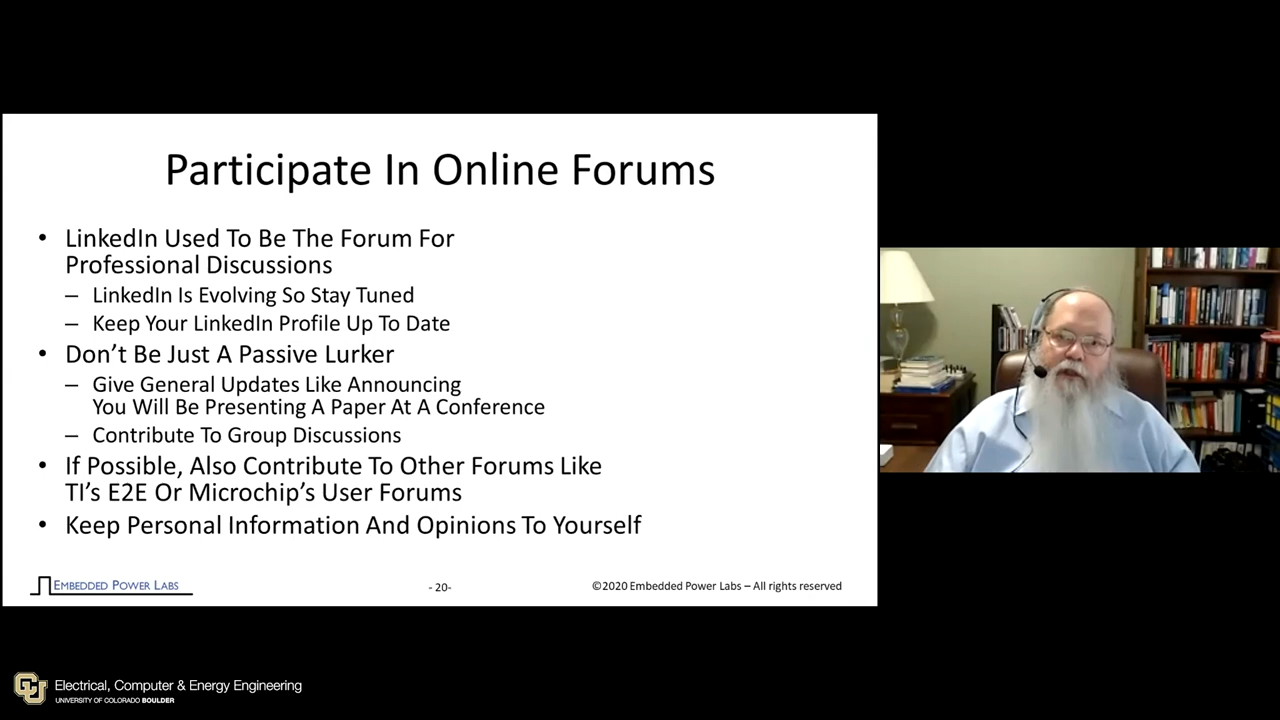 Participate In Online Forums
• LinkedIn Used To Be The Forum For
Professional Discussions
– LinkedIn Is Evolving So Stay Tuned
– Keep Your LinkedIn Profile Up To Date
• Don’t Be Just A Passive Lurker
– Give General Updates Like Announcing
You Will Be Presenting A Paper At A Conference
– Contribute To Group Discussions
• If Possible, Also Contribute To Other Forums Like
TI’s E2E Or Microchip’s User Forums
• Keep Personal Information And Opinions To Yourself
EMBEDDED POWER LABS
- 20-
©2020 Embedded Power Labs – All rights reserved
CU
Electrical, Computer & Energy Engineering
UNIVERSITY OF COLORADO BOULDER